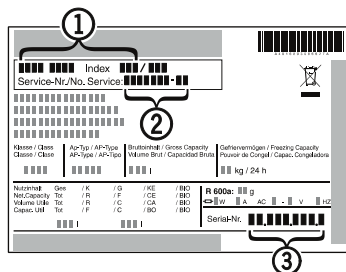 1
Index /
Service-Nr./No. Service: -
2
Klasse / Class
Classe / Clase
Ap-Typ / AP-Type
AP-Type / AP-Tipo
Bruttoinhalt / Gross Capacity
Volume Brut / Capacidad Bruta
Gefriervermögen / Freezing Capacity
Pouvoir de Congel / Capac. Congeladora
l
kg / 24 h
Nutzinhalt Ges / K / G / KE / BIO
Net.Capacity Tot / R / F / CE / BIO
Volume Utile Tot / R / C / CA / BIO
Capac. Util Tot / F / C / BO / BIO
l l
R 600a: g
W A AC - V HZ
Serial-Nr.
3